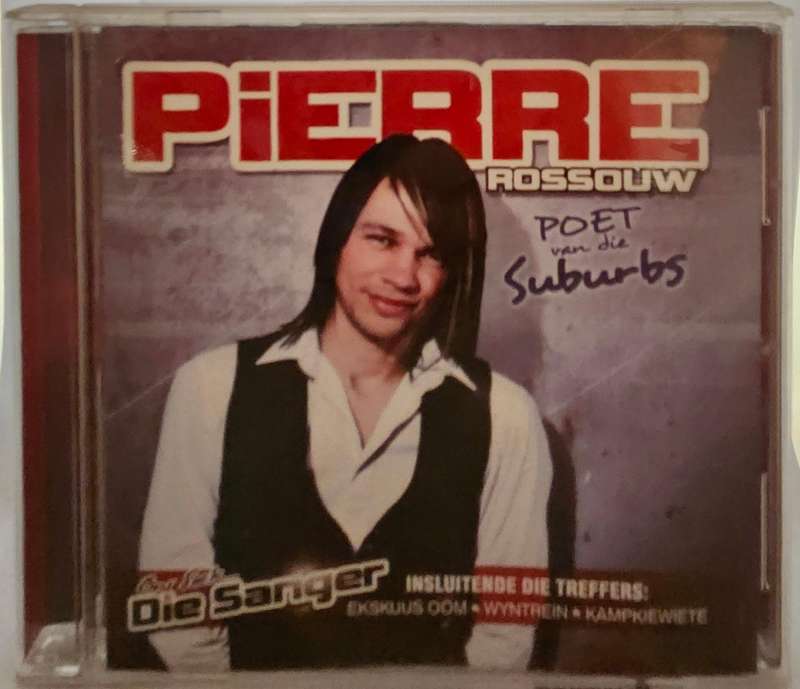 PiERRE
ROSSOUW
POET
van die
Suburbs
Die Sanger
INSLUITENDE DIE TREFFERS:
EKSKUUS OOM • WYNTREIN • KAMPKIEWIETE